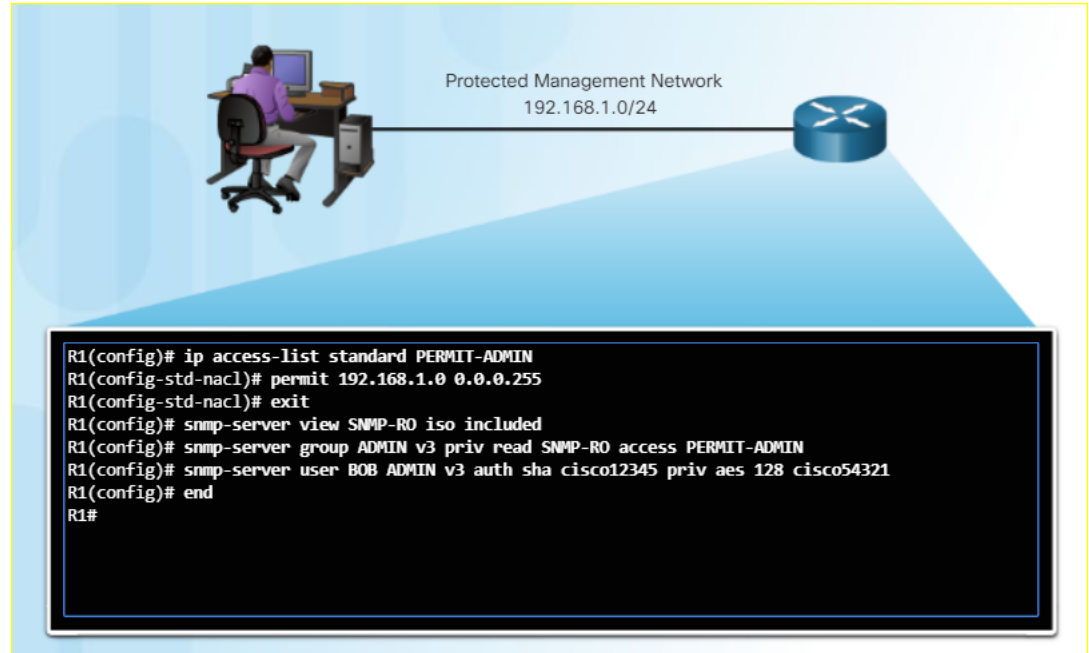 Protected Management Network
192.168.1.0/24
R1(config)# ip access-list standard PERMIT-ADMIN
R1(config-std-nacl)# permit 192.168.1.0 0.0.0.255
R1(config-std-nacl)# exit
R1(config)# snmp-server view SNMP-RO iso included
R1(config)# snmp-server group ADMIN v3 priv read SNMP-RO access PERMIT-ADMIN
R1(config)# snmp-server user BOB ADMIN v3 auth sha cisco12345 priv aes 128 cisco54321
R1(config)# end
R1#